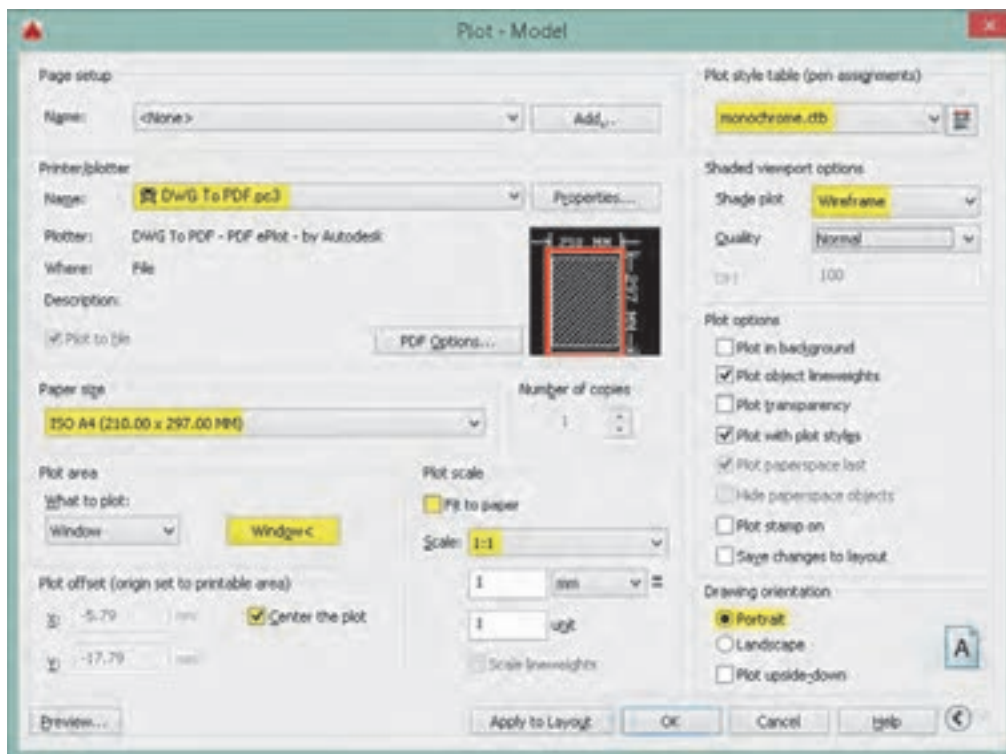 Plot - Model
Page setup
Name:
<None>
Add...
Printer/plotter
Name:
DWG To PDF.pc3
Properties...
Plotter:
DWG To PDF - PDF ePlot - by Autodesk
Where:
File
Description:
Plot to file
PDF Options...
210 MM
297 MM
Paper size
ISO A4 (210.00 x 297.00 MM)
Number of copies
1
Plot area
What to plot:
Window
Window<
Plot scale
Fit to paper
Scale:
1:1
1
mm
=
1
unit
Scale lineweights
Plot offset (origin set to printable area)
X:
-5.79
mm
Center the plot
Y:
-17.79
mm
Plot style table (pen assignments)
monochrome.ctb
Shaded viewport options
Shade plot
Wireframe
Quality
Normal
DPI
100
Plot options
Plot in background
Plot object lineweights
Plot transparency
Plot with plot styles
Plot paperspace last
Hide paperspace objects
Plot stamp on
Save changes to layout
Drawing orientation
Portrait
Landscape
Plot upside-down
A
Preview...
Apply to Layout
OK
Cancel
Help